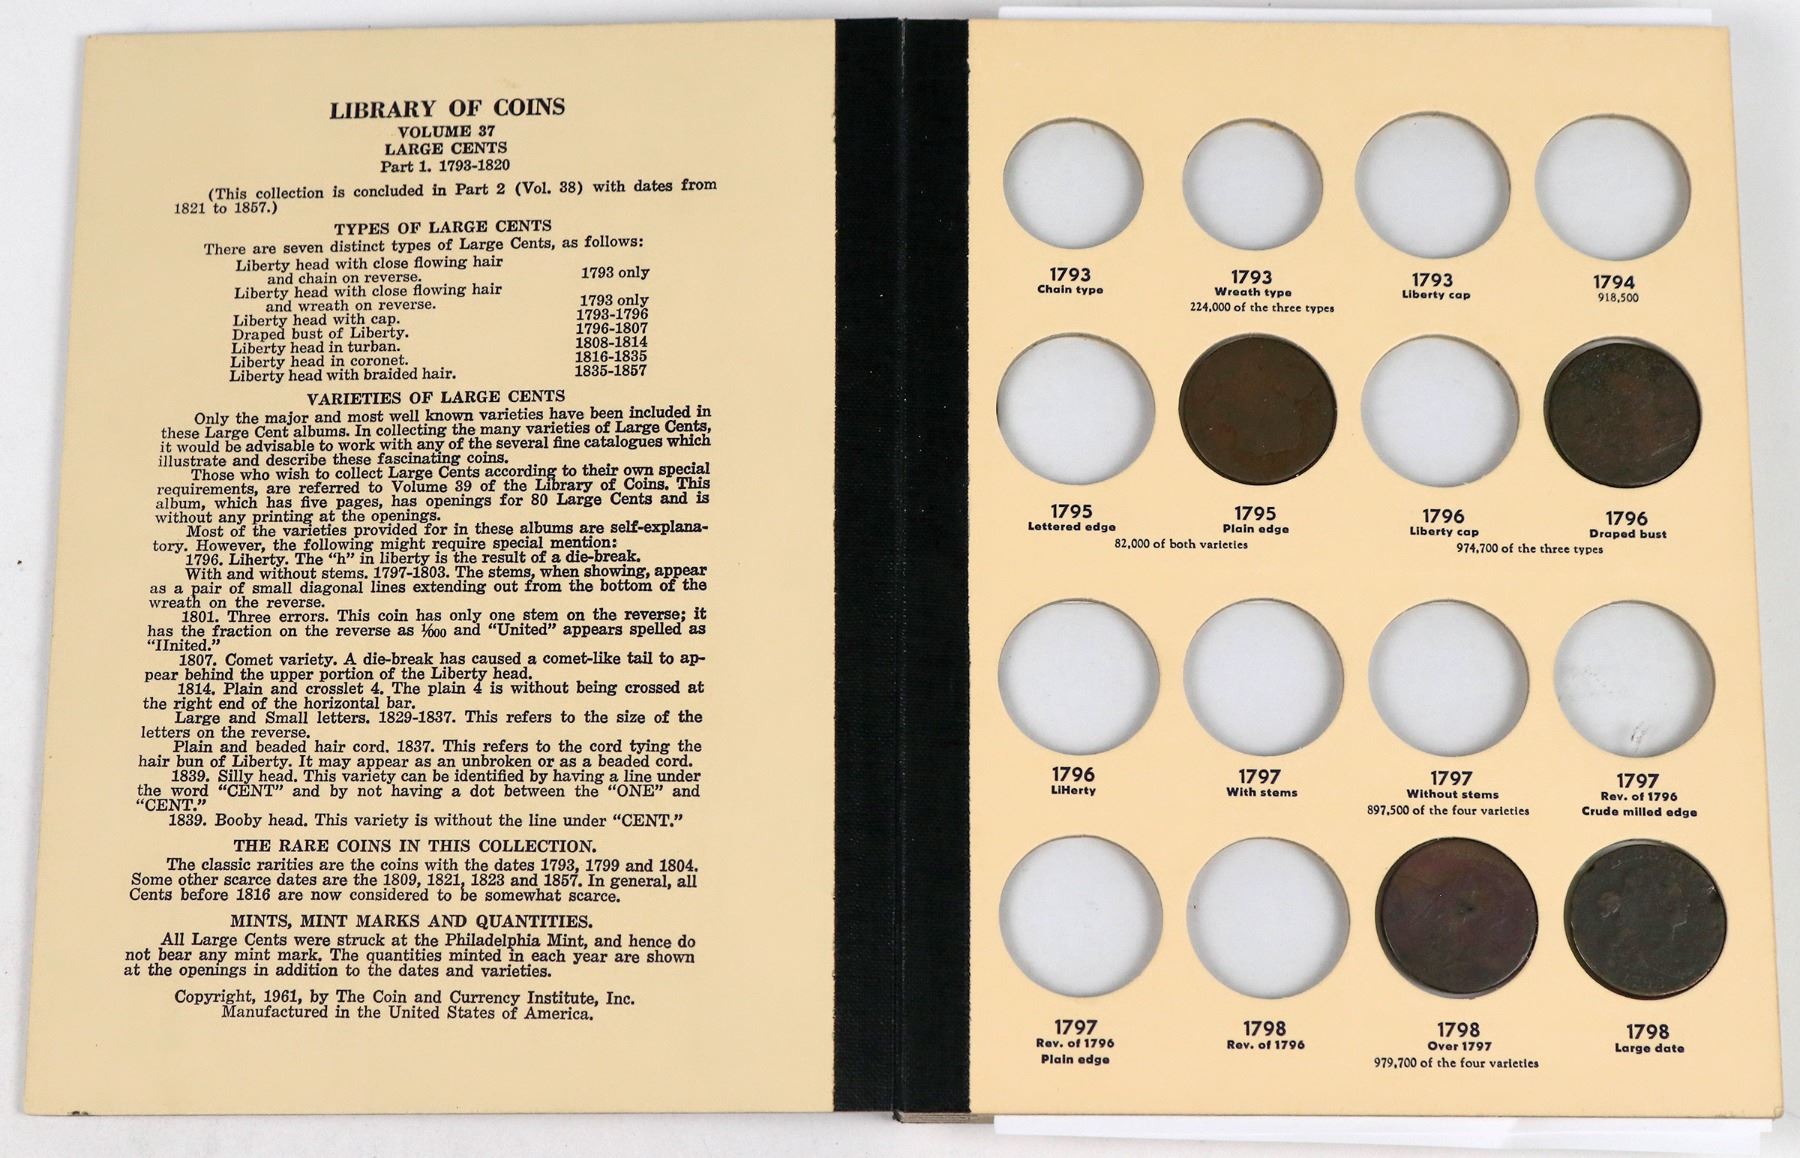 LIBRARY OF COINS
VOLUME 37
LARGE CENTS
Part 1. 1793-1820
(This collection is concluded in Part 2 (Vol. 38) with dates from
1821 to 1857.)
TYPES OF LARGE CENTS
There are seven distinct types of Large Cents, as follows:
Liberty head with close flowing hair
and chain on reverse. 1793 only
Liberty head with close flowing hair
and wreath on reverse. 1793 only
Liberty head with cap. 1793-1796
Draped bust of Liberty. 1796-1807
Liberty head in turban. 1808-1814
Liberty head in coronet. 1816-1835
Liberty head with braided hair. 1835-1857
VARIETIES OF LARGE CENTS
Only the major and most well known varieties have been included in
these Large Cent albums. In collecting the many varieties of Large Cents,
it would be advisable to work with any of the several fine catalogues which
illustrate and describe these fascinating coins.
Those who wish to collect Large Cents according to their own special
requirements, are referred to Volume 39 of the Library of Coins. This
album, which has five pages, has openings for 80 Large Cents and is
without any printing at the openings.
Most of the varieties provided for in these albums are self-explana-
tory. However, the following might require special mention:
1796. Liherty. The "h" in liberty is the result of a die-break.
With and without stems. 1797-1803. The stems, when showing, appear
as a pair of small diagonal lines extending out from the bottom of the
wreath on the reverse.
1801. Three errors. This coin has only one stem on the reverse; it
has the fraction on the reverse as 1/000 and "United" appears spelled as
"IInited."
1807. Comet variety. A die-break has caused a comet-like tail to ap-
pear behind the upper portion of the Liberty head.
1814. Plain and crosslet 4. The plain 4 is without being crossed at
the right end of the horizontal bar.
Large and Small letters. 1829-1837. This refers to the size of the
letters on the reverse.
Plain and beaded hair cord. 1837. This refers to the cord tying the
hair bun of Liberty. It may appear as an unbroken or as a beaded cord.
1839. Silly head. This variety can be identified by having a line under
the word "CENT" and by not having a dot between the "ONE" and
"CENT."
1839. Booby head. This variety is without the line under "CENT."
THE RARE COINS IN THIS COLLECTION.
The classic rarities are the coins with the dates 1793, 1799 and 1804.
Some other scarce dates are the 1809, 1821, 1823 and 1857. In general, all
Cents before 1816 are now considered to be somewhat scarce.
MINTS, MINT MARKS AND QUANTITIES.
All Large Cents were struck at the Philadelphia Mint, and hence do
not bear any mint mark. The quantities minted in each year are shown
at the openings in addition to the dates and varieties.
Copyright, 1961, by The Coin and Currency Institute, Inc.
Manufactured in the United States of America.
1793 1793 1793 1794
Chain type Wreath type Liberty cap 918,500
224,000 of the three types
1795 1795 1796 1796
Lettered edge Plain edge Liberty cap Draped bust
82,000 of both varieties 974,700 of the three types
1796 1797 1797 1797
LiHerty With stems Without stems Rev. of 1796
897,500 of the four varieties Crude milled edge
1797 1798 1798 1798
Rev. of 1796 Rev. of 1796 Over 1797 Large date
Plain edge 979,700 of the four varieties